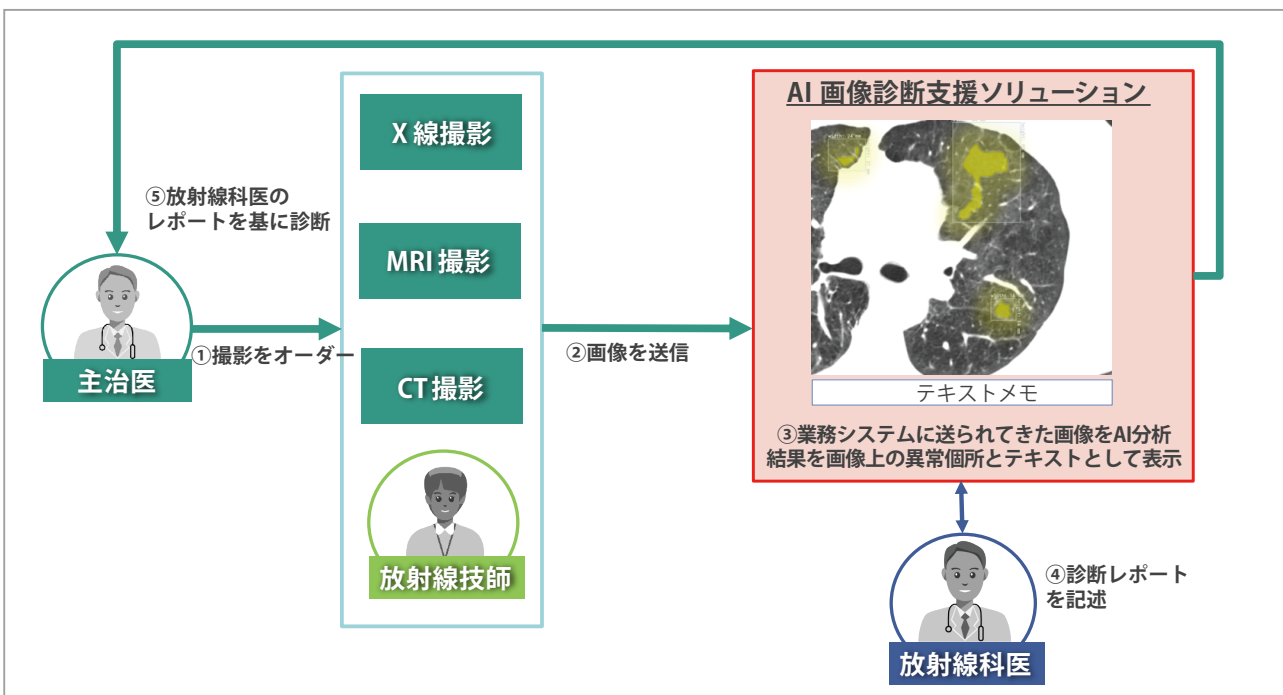 AI 画像診断支援ソリューション
X 線撮影
⑤放射線科医の
レポートを基に診断
MRI 撮影
①撮影をオーダー
②画像を送信
主治医
CT 撮影
テキストメモ
③業務システムに送られてきた画像をAI分析
結果を画像上の異常個所とテキストとして表示
放射線技師
④診断レポート
を記述
放射線科医